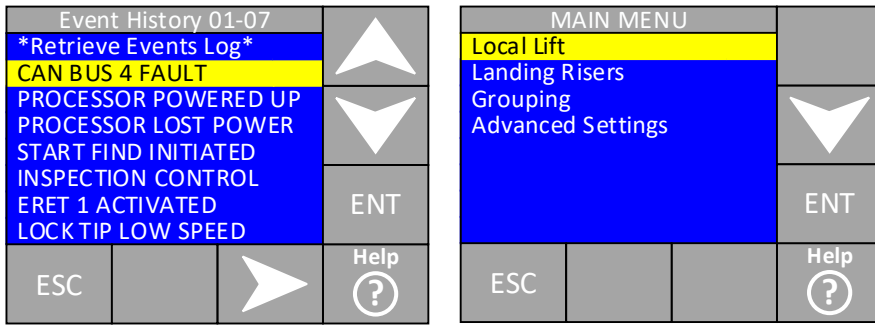 Event History 01-07
*Retrieve Events Log*
CAN BUS 4 FAULT
PROCESSOR POWERED UP
PROCESSOR LOST POWER
START FIND INITIATED
INSPECTION CONTROL
ERET 1 ACTIVATED
LOCK TIP LOW SPEED
ENT
ESC
Help
?
MAIN MENU
Local Lift
Landing Risers
Grouping
Advanced Settings
ENT
ESC
Help
?